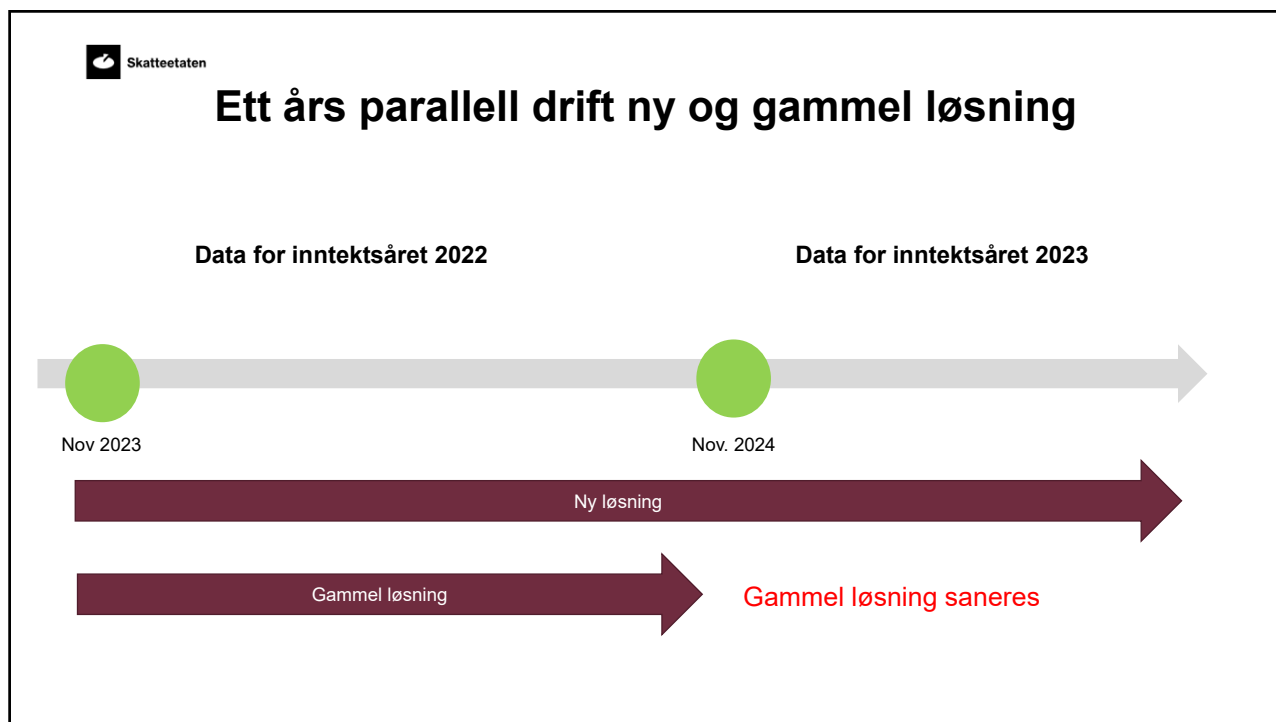 Skatteetaten
Ett års parallell drift ny og gammel løsning
Data for inntektsåret 2022
Data for inntektsåret 2023
Nov 2023
Nov. 2024
Ny løsning
Gammel løsning
Gammel løsning saneres